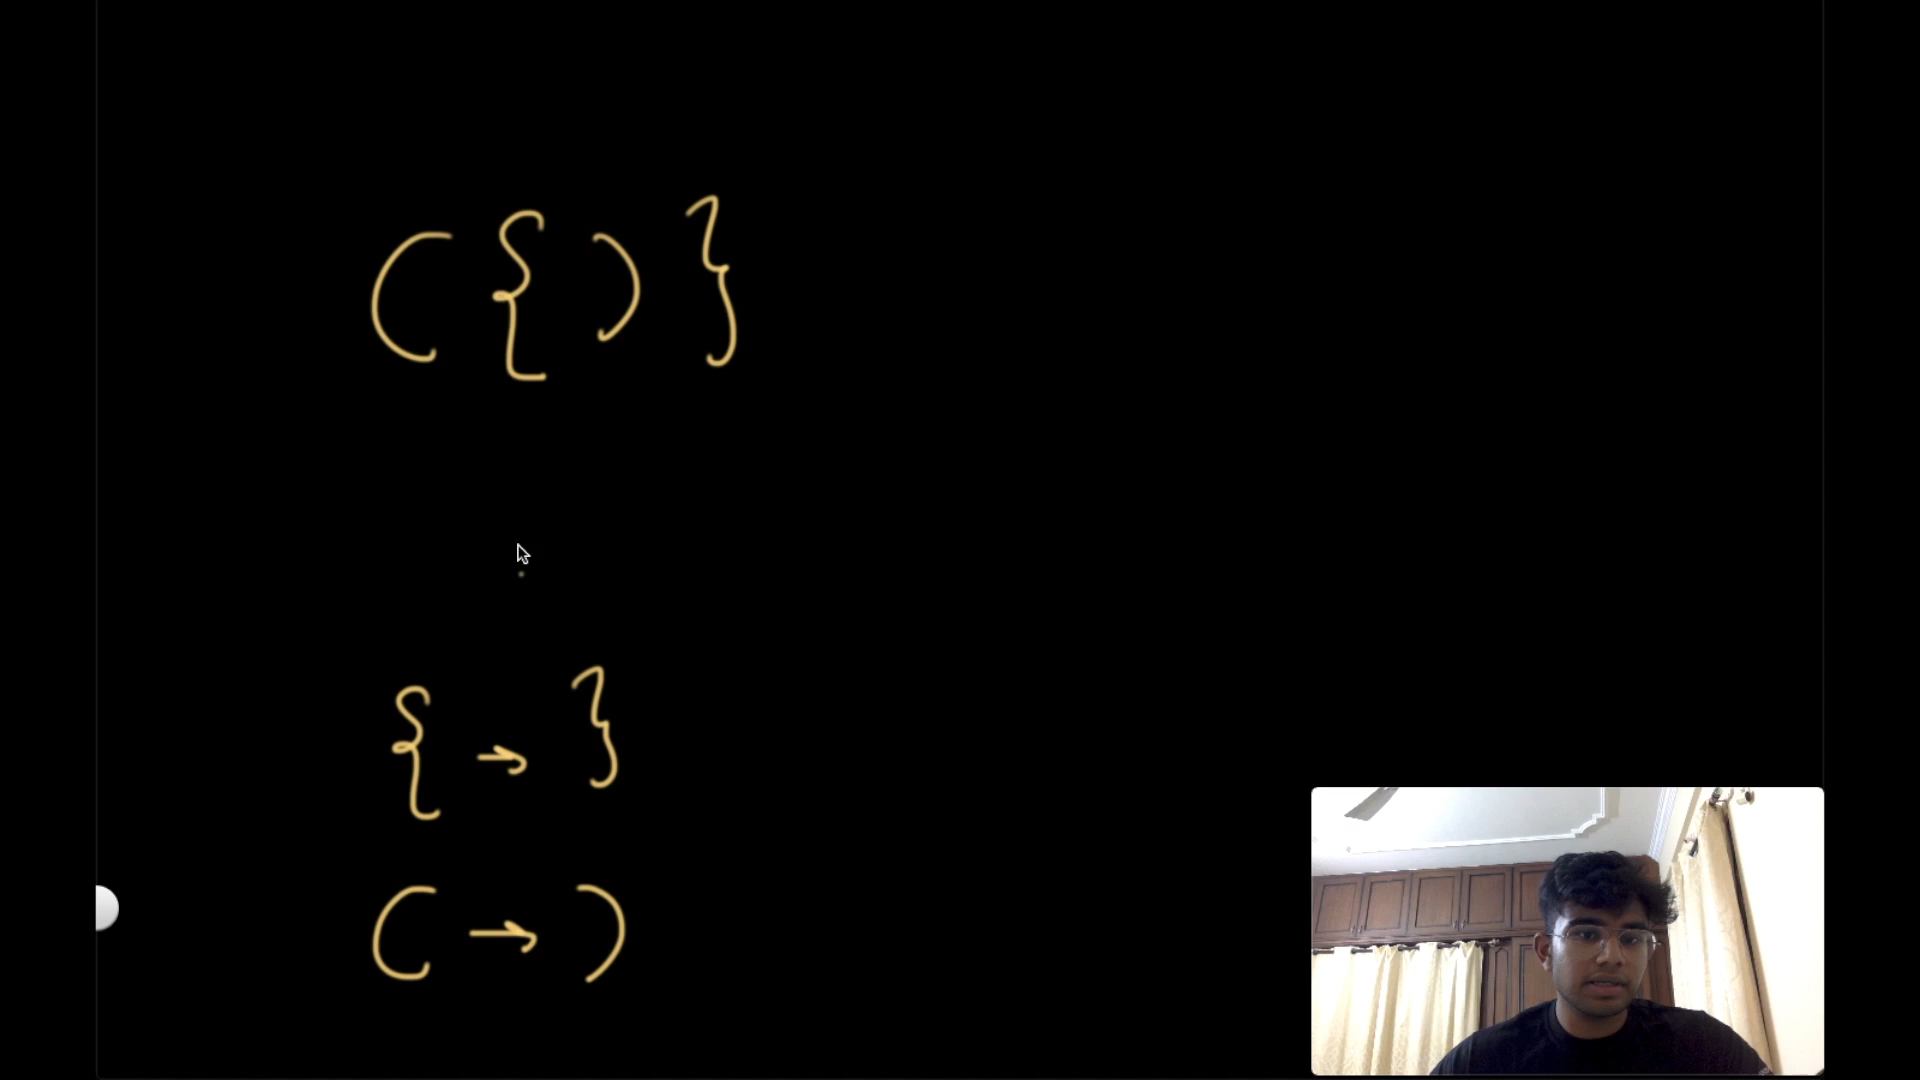 ( { ) }
{ → }
( → )